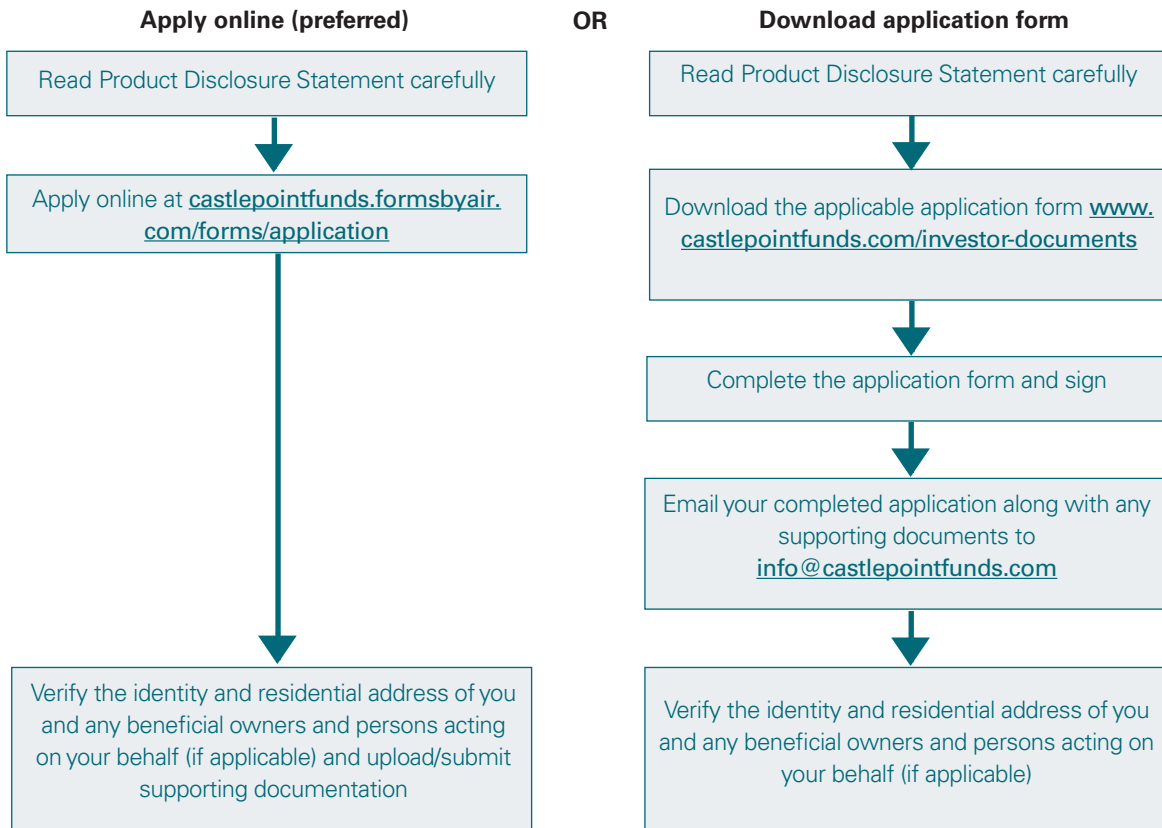 Apply online (preferred)
OR
Download application form
Read Product Disclosure Statement carefully
Apply online at castlepointfunds.formsbyair.
com/forms/application
Verify the identity and residential address of you
and any beneficial owners and persons acting
on your behalf (if applicable) and upload/submit
supporting documentation
Read Product Disclosure Statement carefully
Download the applicable application form www.
castlepointfunds.com/investor-documents
Complete the application form and sign
Email your completed application along with any
supporting documents to
info@castlepointfunds.com
Verify the identity and residential address of you
and any beneficial owners and persons acting on
your behalf (if applicable)